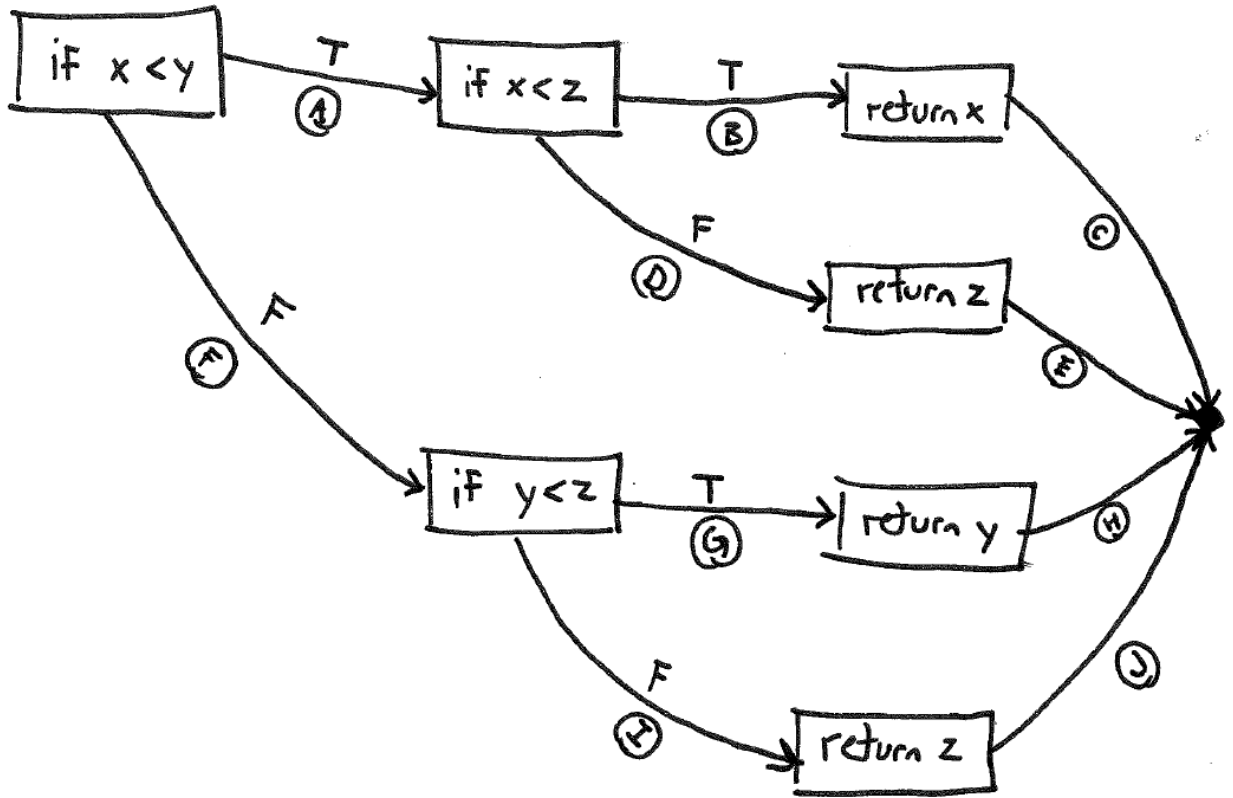 if x < y
T
A
if x < z
T
B
return x
C
F
D
return z
E
F
F
if y < z
T
G
return y
H
F
I
return z
J